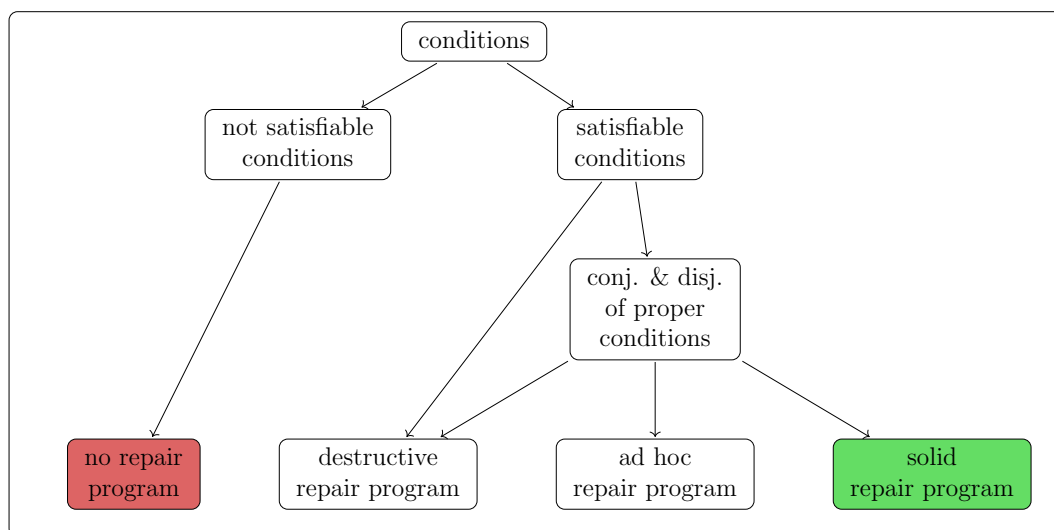 conditions
not satisfiable
conditions
satisfiable
conditions
conj. & disj.
of proper
conditions
no repair
program
destructive
repair program
ad hoc
repair program
solid
repair program